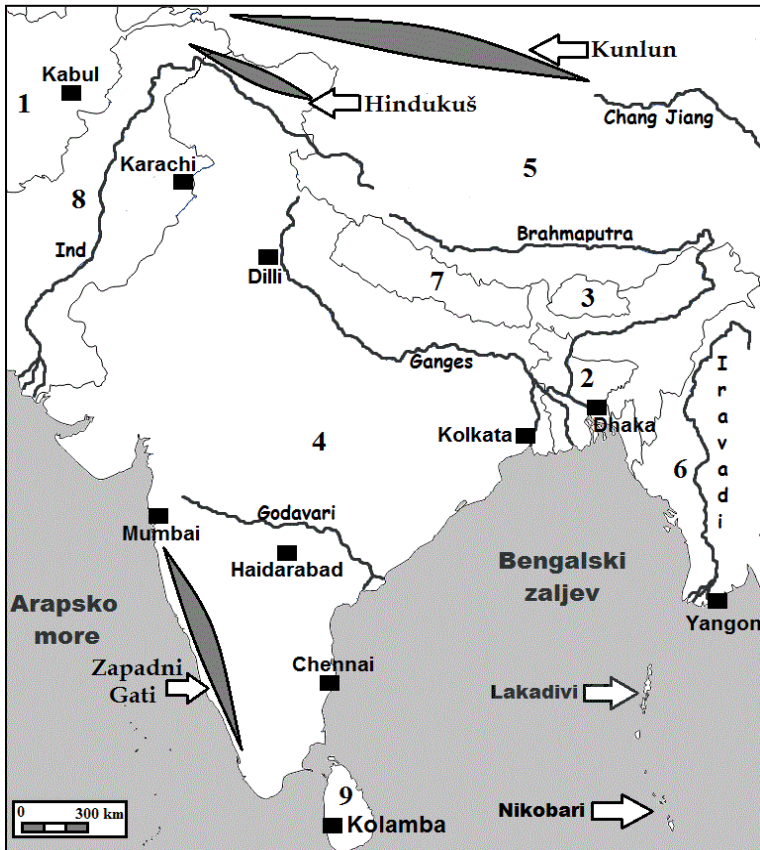 Kunlun
Kabul
1
Hindukuš
Chang Jiang
Karachi
5
8
Ind
Brahmaputra
Dilli
7
3
Ganges
2
Dhaka
Kolkata
Iravadi
4
6
Godavari
Mumbai
Haidarabad
Bengalski
zaljev
Arapsko
more
Yangon
Zapadni
Gati
Chennai
Lakadivi
9
Nikobari
0 300 km
Kolamba